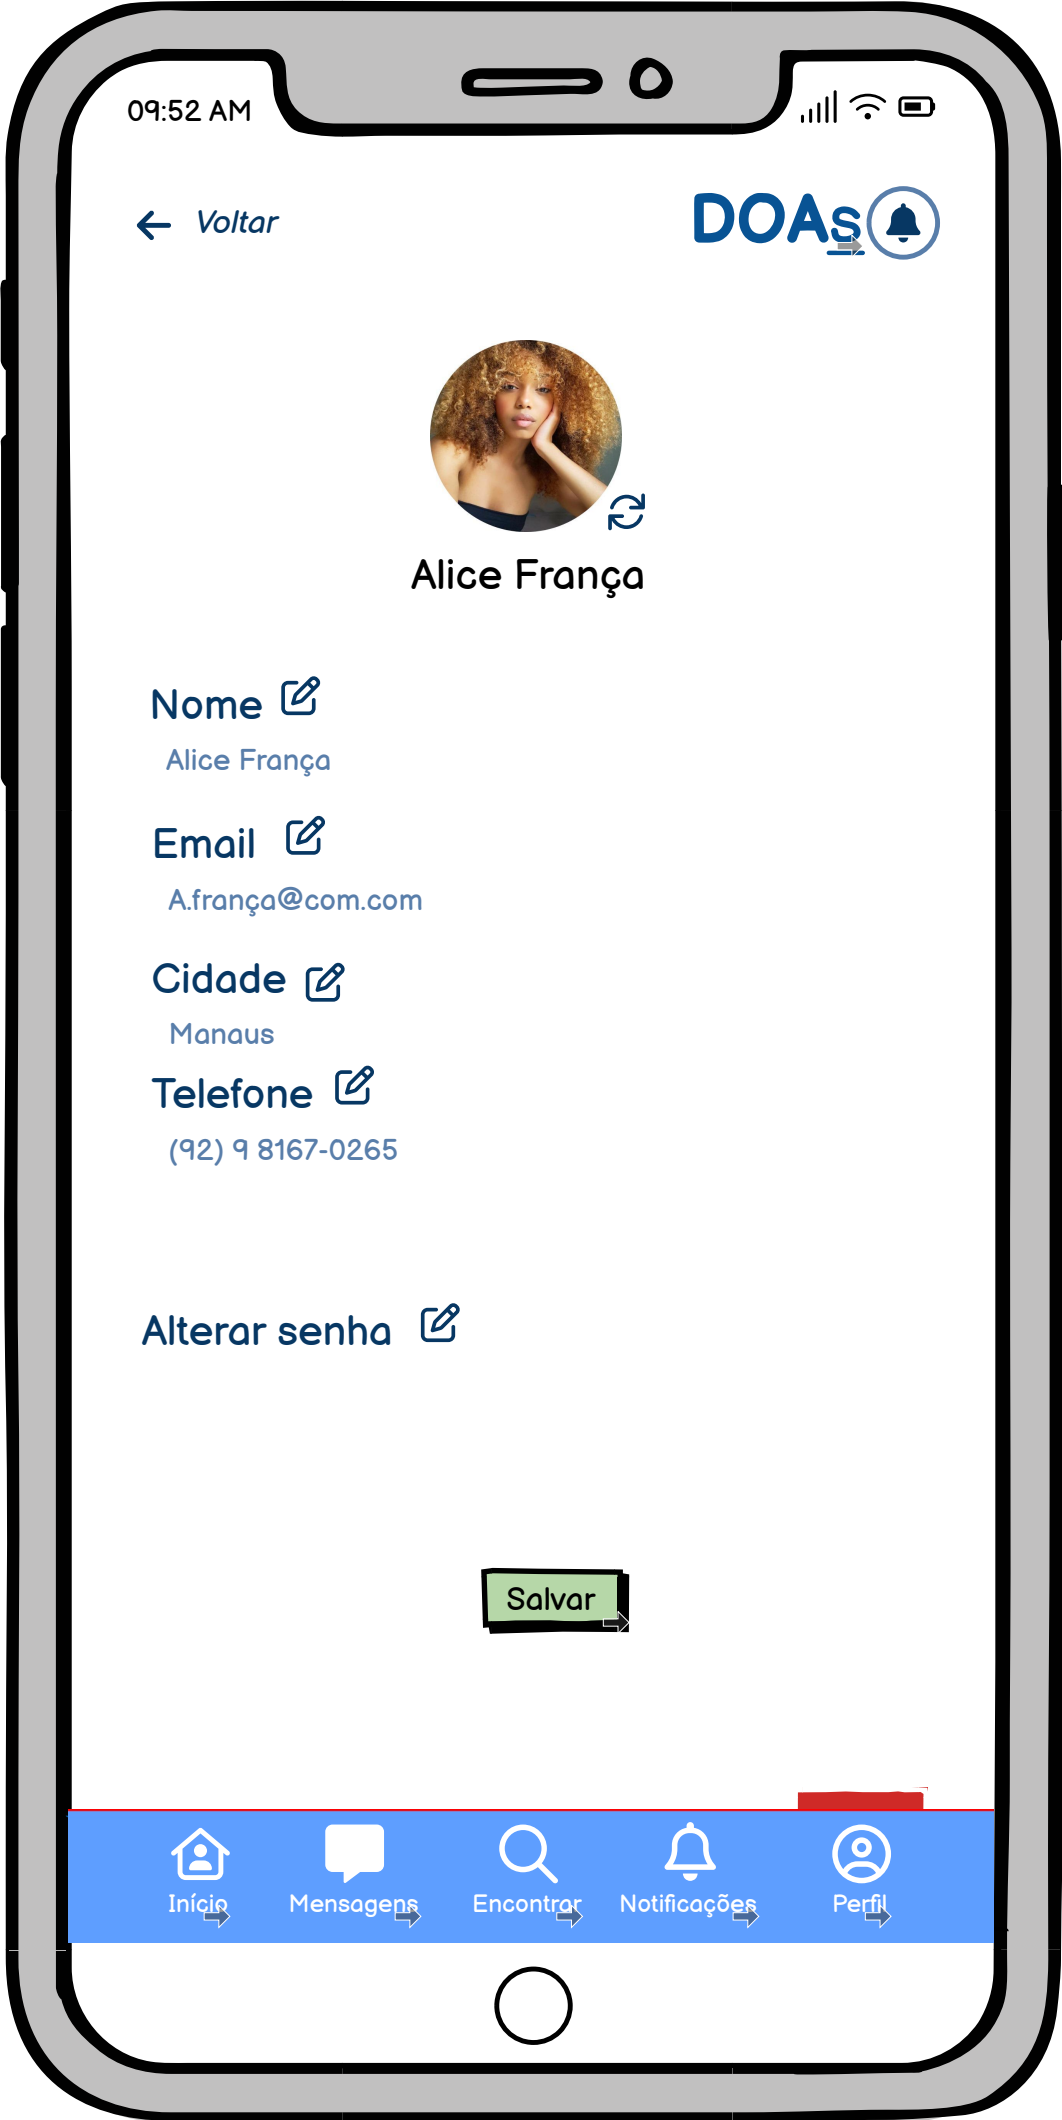 09:52 AM
Voltar
DOAs
Alice França
Nome
Alice França
Email
A.frança@com.com
Cidade
Manaus
Telefone
(92) 9 8167-0265
Alterar senha
Salvar
Início Mensagens Encontrar Notificações Perfil